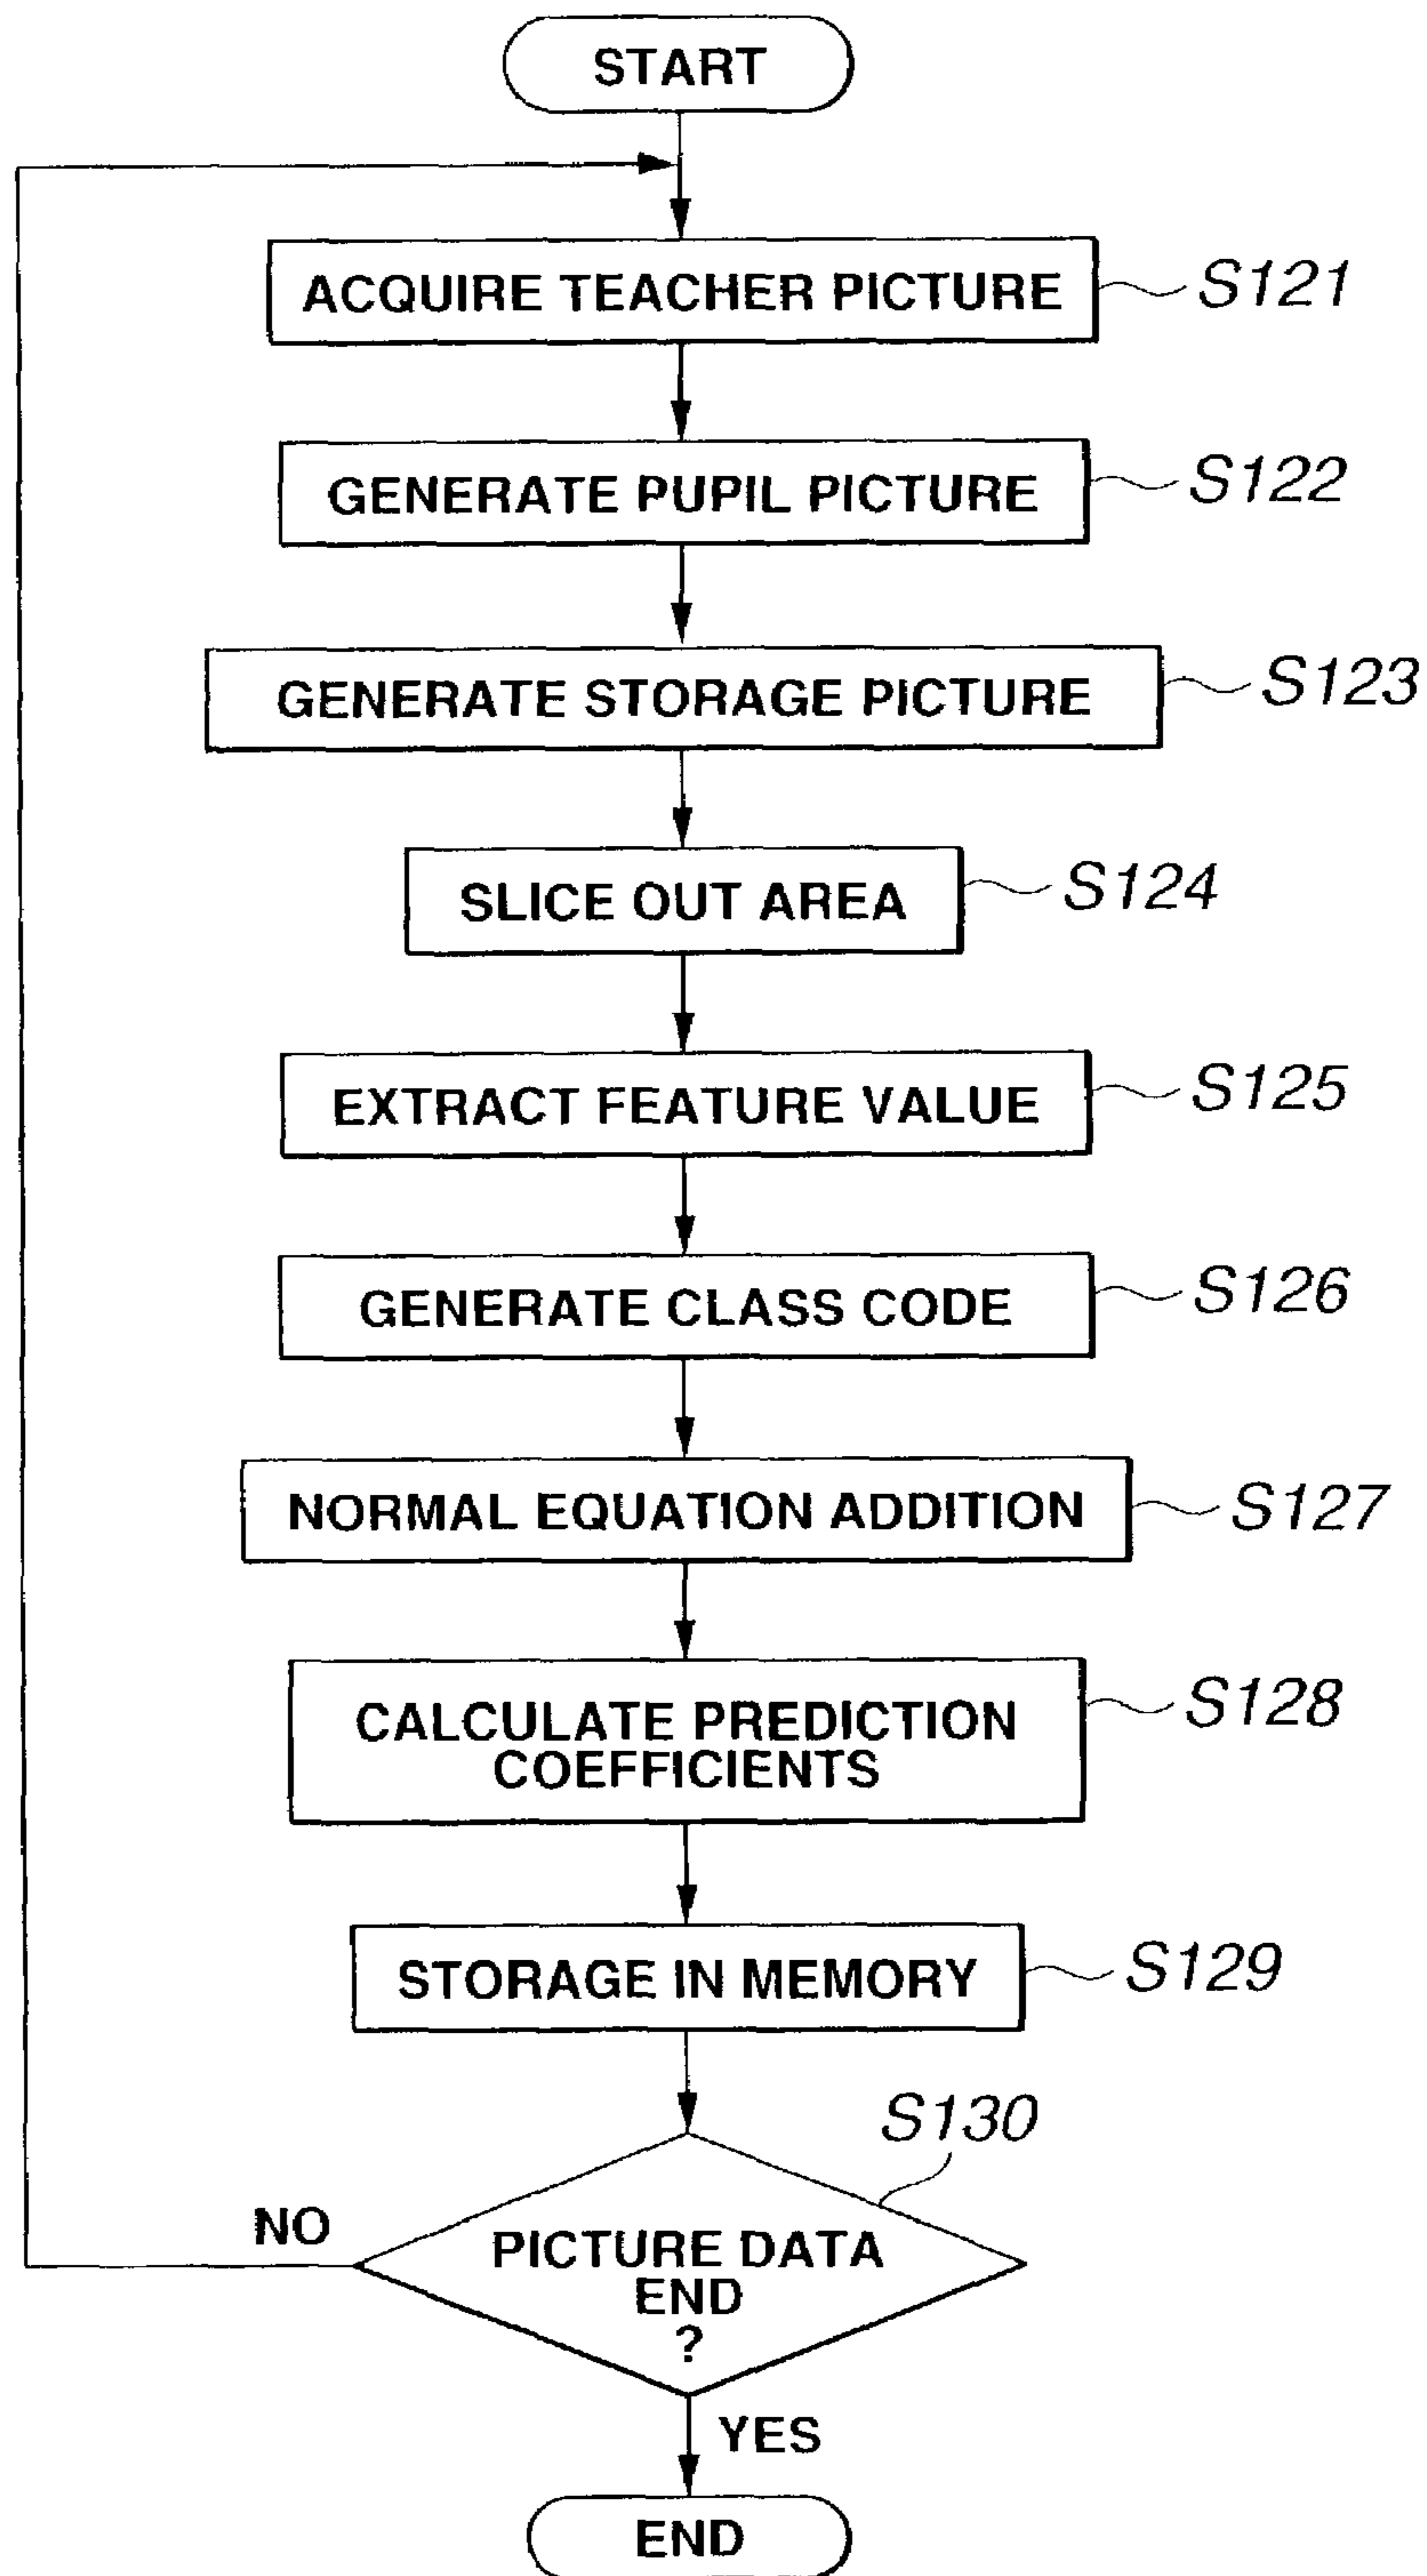 START
ACQUIRE TEACHER PICTURE
S121
GENERATE PUPIL PICTURE
S122
GENERATE STORAGE PICTURE
S123
SLICE OUT AREA
S124
EXTRACT FEATURE VALUE
S125
GENERATE CLASS CODE
S126
NORMAL EQUATION ADDITION
S127
CALCULATE PREDICTION
COEFFICIENTS
S128
STORAGE IN MEMORY
S129
S130
NO
PICTURE DATA
END
?
YES
END